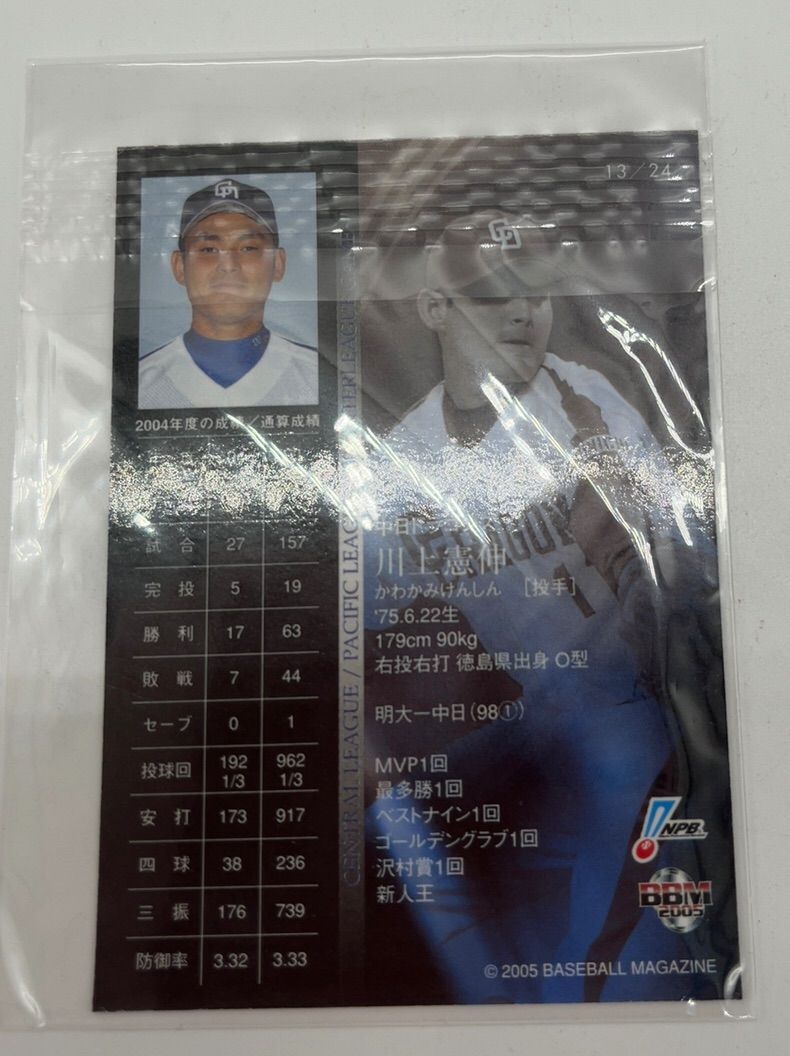 13/24
2004年度の成績／通算成績
試合 27 157
完投 5 19
勝利 17 63
敗戦 7 44
セーブ 0 1
投球回 192 1/3 962 1/3
安打 173 917
四球 38 236
三振 176 739
防御率 3.32 3.33
CENTRAL LEAGUE / PACIFIC LEAGUE
川上憲伸
かわかみけんしん [投手]
'75.6.22生
179cm 90kg
右投右打 徳島県出身 O型
明大―中日(98①)
MVP1回
最多勝1回
ベストナイン1回
ゴールデングラブ1回
沢村賞1回
新人王
NPB
BBM
2005
© 2005 BASEBALL MAGAZINE